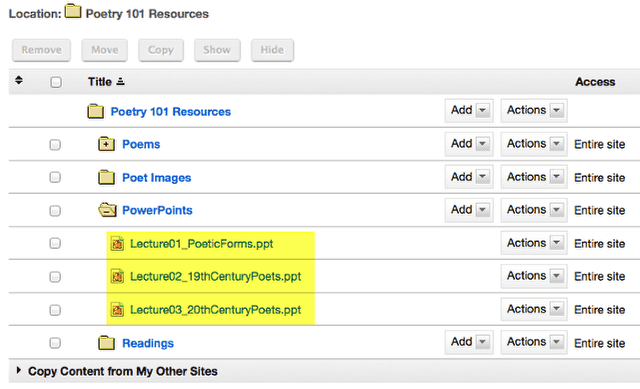 Location: Poetry 101 Resources
Remove Move Copy Show Hide
Title Access
Poetry 101 Resources Add Actions
Poems Add Actions Entire site
Poet Images Add Actions Entire site
PowerPoints Add Actions Entire site
Lecture01_PoeticForms.ppt Actions Entire site
Lecture02_19thCenturyPoets.ppt Actions Entire site
Lecture03_20thCenturyPoets.ppt Actions Entire site
Readings Add Actions Entire site
Copy Content from My Other Sites